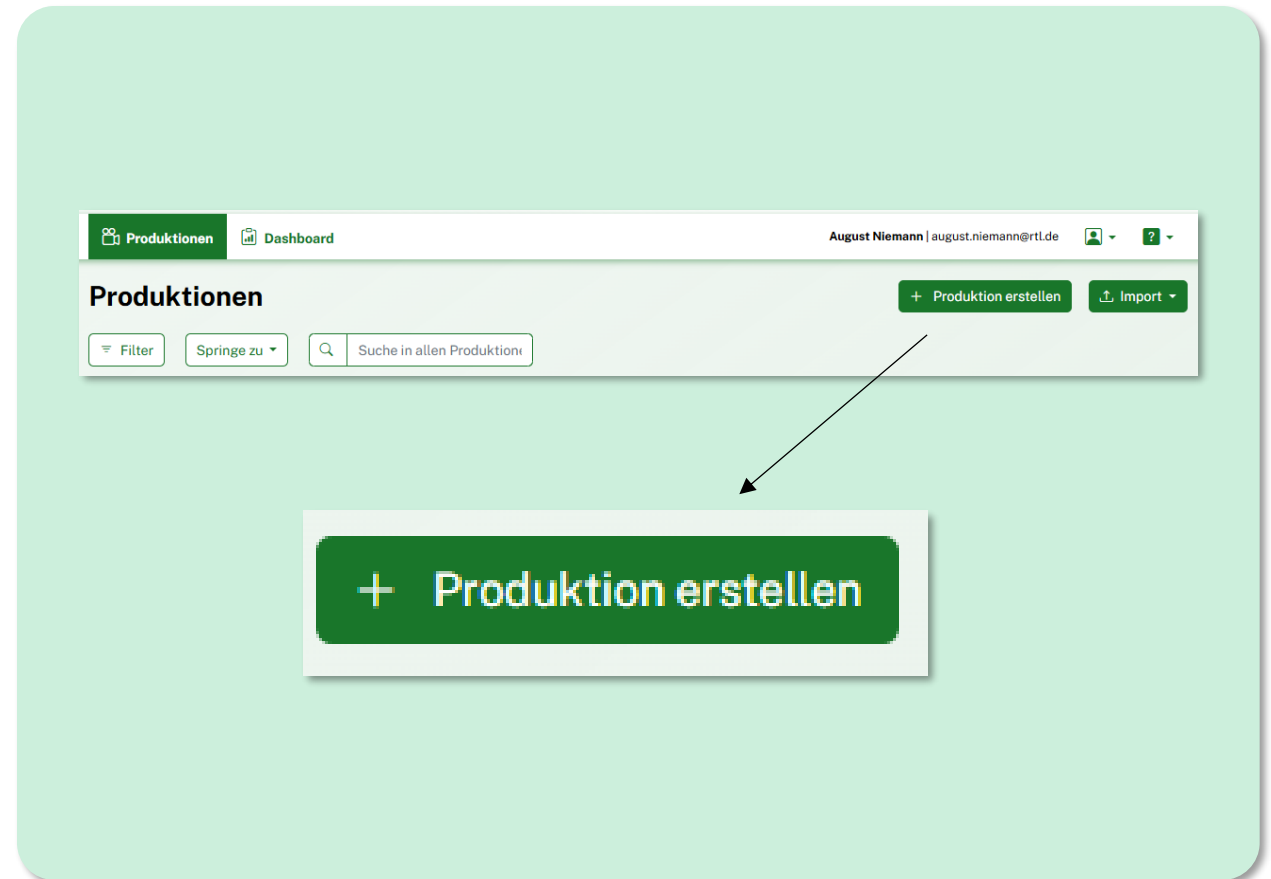 Produktionen Dashboard August Niemann | august.niemann@rtl.de ?
Produktionen + Produktion erstellen Import
Filter Springe zu Suche in allen Produktione
+ Produktion erstellen